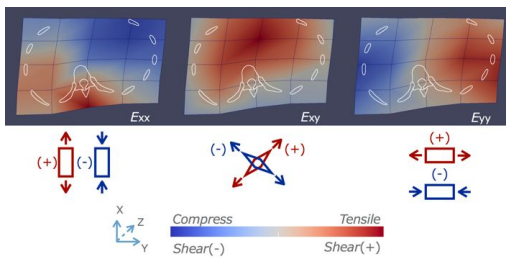 Exx
Exy
Eyy
(+)
(-)
(-)
(+)
(+)
(-)
X
Z
Y
Compress
Tensile
Shear(-)
Shear(+)